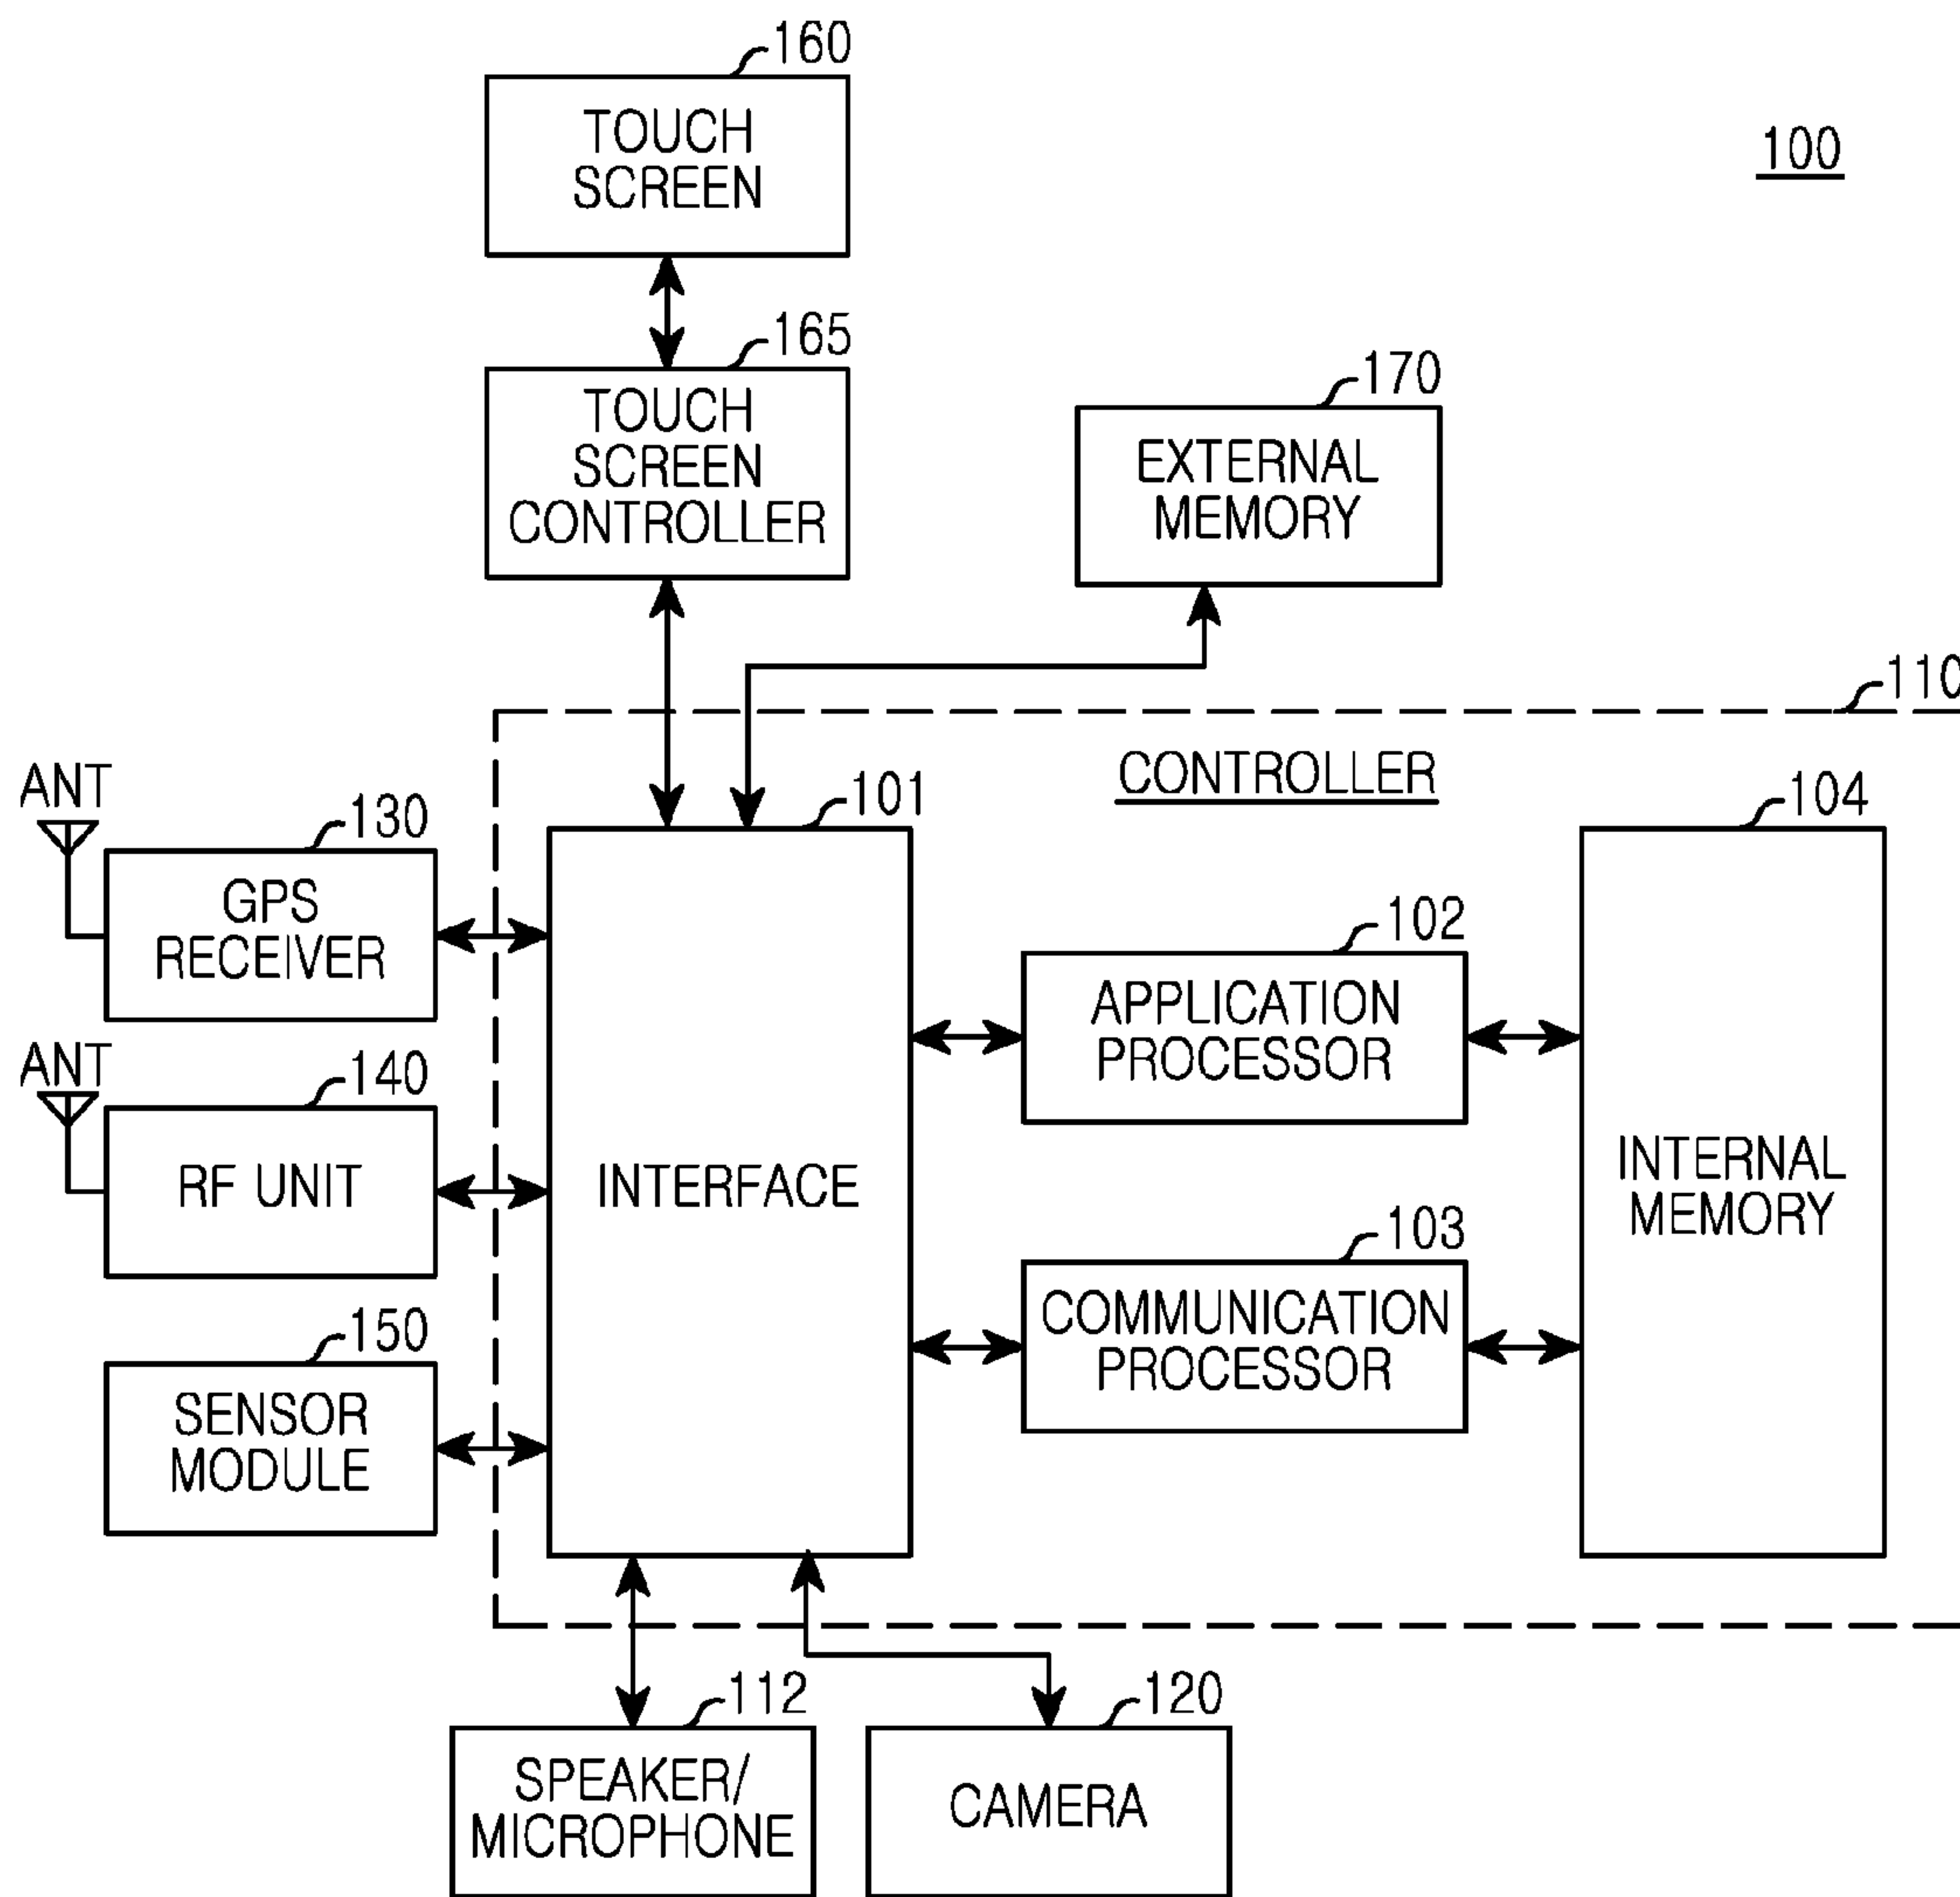 160
TOUCH
SCREEN
100
165
TOUCH
SCREEN
CONTROLLER
170
EXTERNAL
MEMORY
110
CONTROLLER
ANT
130
GPS
RECEIVER
101
INTERFACE
104
INTERNAL
MEMORY
102
APPLICATION
PROCESSOR
ANT
140
RF UNIT
103
COMMUNICATION
PROCESSOR
150
SENSOR
MODULE
112
SPEAKER/
MICROPHONE
120
CAMERA